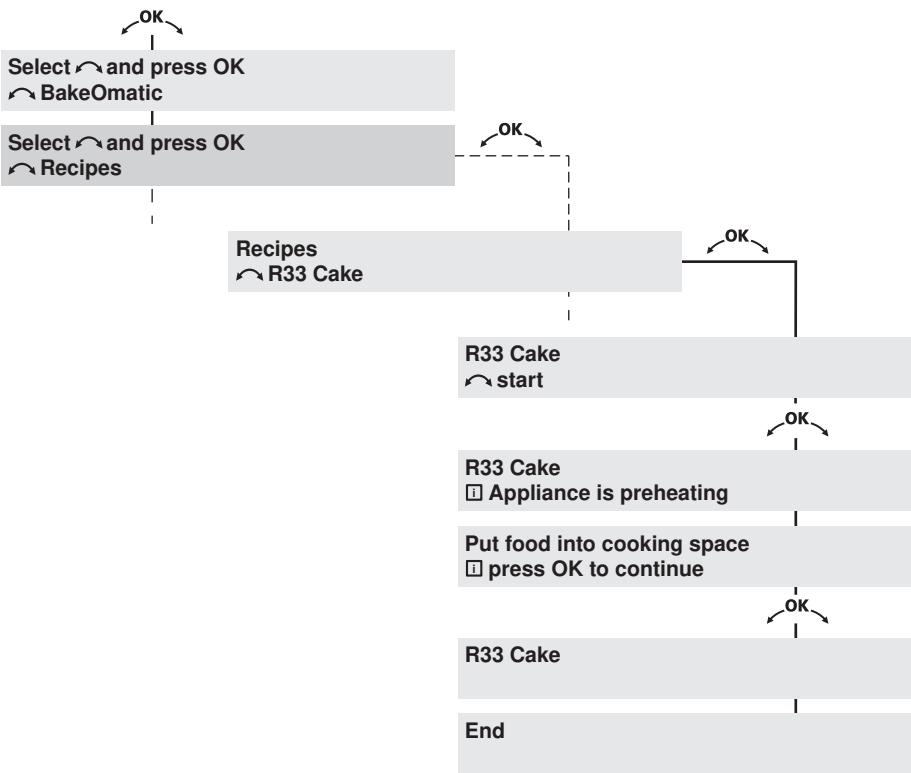 OK
Select and press OK
BakeOmatic
Select and press OK
Recipes
OK
Recipes
R33 Cake
OK
R33 Cake
start
OK
R33 Cake
i Appliance is preheating
Put food into cooking space
i press OK to continue
OK
R33 Cake
End